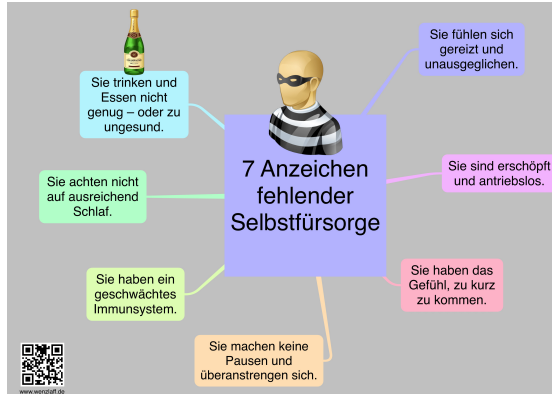 7 Anzeichen
fehlender
Selbstfürsorge
Sie fühlen sich
gereizt und
unausgeglichen.
Sie sind erschöpft
und antriebslos.
Sie haben das
Gefühl, zu kurz
zu kommen.
Sie machen keine
Pausen und
überanstrengen sich.
Sie haben ein
geschwächtes
Immunsystem.
Sie achten nicht
auf ausreichend
Schlaf.
Sie trinken und
Essen nicht
genug – oder zu
ungesund.
www.wenzlaff.de